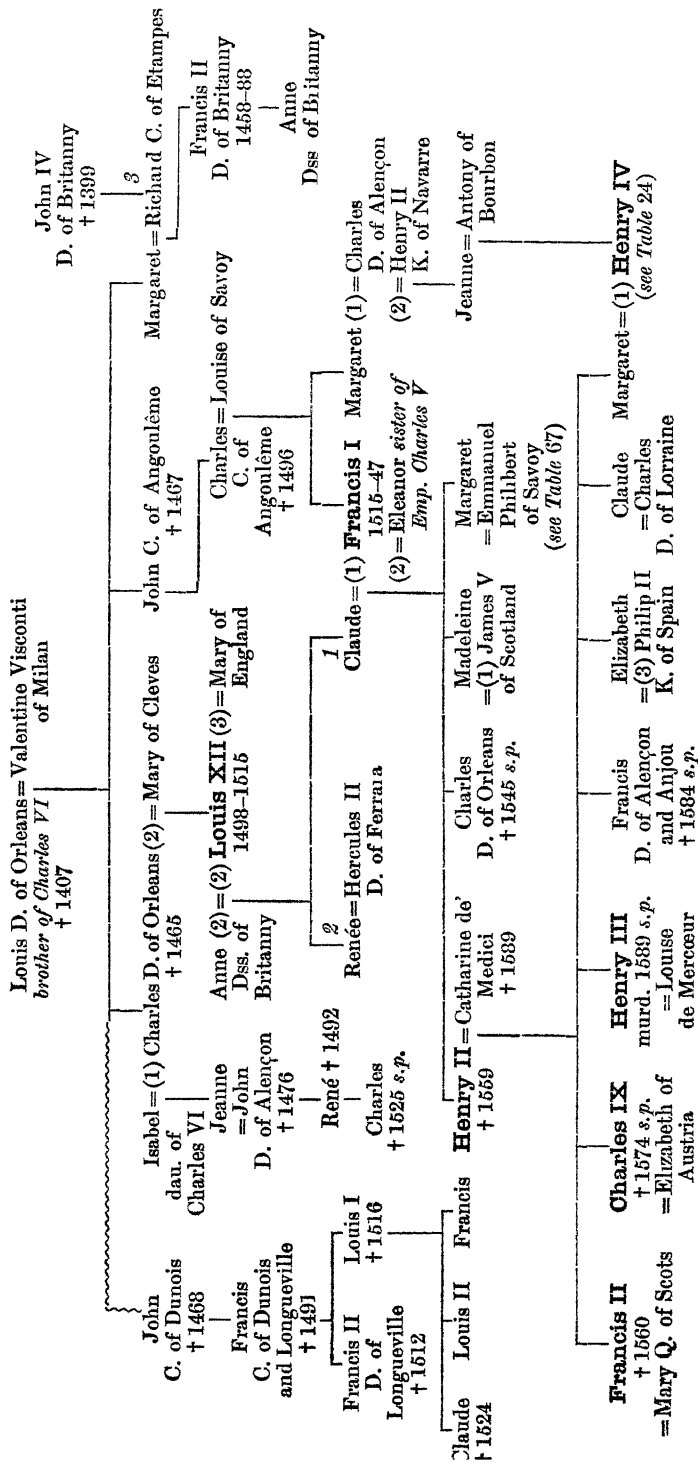 Louis D. of Orleans = Valentine Visconti
brother of Charles VI of Milan
† 1407
John IV
D. of Britanny
† 1399
John
C. of Dunois
† 1468
Isabel = (1) Charles D. of Orleans (2) = Mary of Cleves
dau. of † 1465
Charles VI
John C. of Angoulême
† 1467
3
Margaret = Richard C. of Etampes
Francis
C. of Dunois
and Longueville
† 1491
Jeanne
= John
D. of Alençon
† 1476
Anne (2) = (2) Louis XII (3) = Mary of
Dss. of 1498–1515 England
Britanny
Charles = Louise of Savoy
C. of
Angoulême
† 1496
Francis II
D. of Britanny
1458–88
Anne
Dss of Britanny
Francis II
D. of
Longueville
† 1512
Louis I
† 1516
René † 1492
Charles
† 1525 s.p.
2
Renée = Hercules II
D. of Ferrara
1
Claude = (1) Francis I
1515–47
(2) = Eleanor sister of
Emp. Charles V
Margaret (1) = Charles
D. of Alençon
(2) = Henry II
K. of Navarre
Jeanne = Antony of
Bourbon
Claude
† 1524
Louis II
Francis
Henry II = Catharine de'
† 1559 Medici
† 1589
Charles
D. of Orleans
† 1545 s.p.
Madeleine
= (1) James V
of Scotland
Margaret
= Emmanuel
Philibert
of Savoy
(see Table 67)
Francis II
† 1560
= Mary Q. of Scots
Charles IX
† 1574 s.p.
= Elizabeth of
Austria
Henry III
murd. 1589 s.p.
= Louise
de Mercœur
Francis
D. of Alençon
and Anjou
† 1584 s.p.
Elizabeth
= (3) Philip II
K. of Spain
Claude
= Charles
D. of Lorraine
Margaret = (1) Henry IV
(see Table 24)